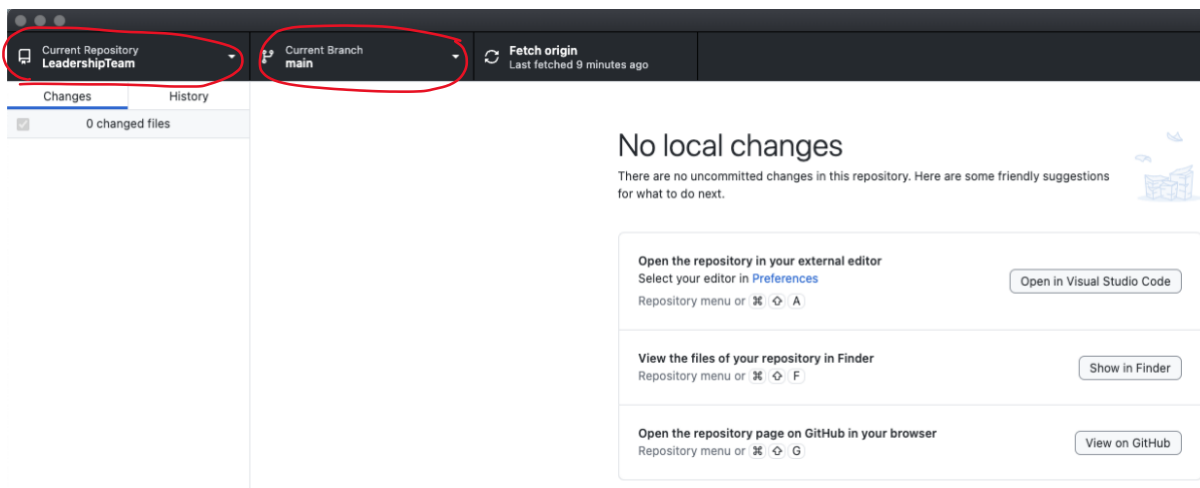 Current Repository
LeadershipTeam
Current Branch
main
Fetch origin
Last fetched 9 minutes ago
Changes
History
0 changed files
No local changes
There are no uncommitted changes in this repository. Here are some friendly suggestions
for what to do next.
Open the repository in your external editor
Select your editor in Preferences
Repository menu or ⌘ ⇧ A
Open in Visual Studio Code
View the files of your repository in Finder
Repository menu or ⌘ ⇧ F
Show in Finder
Open the repository page on GitHub in your browser
Repository menu or ⌘ ⇧ G
View on GitHub